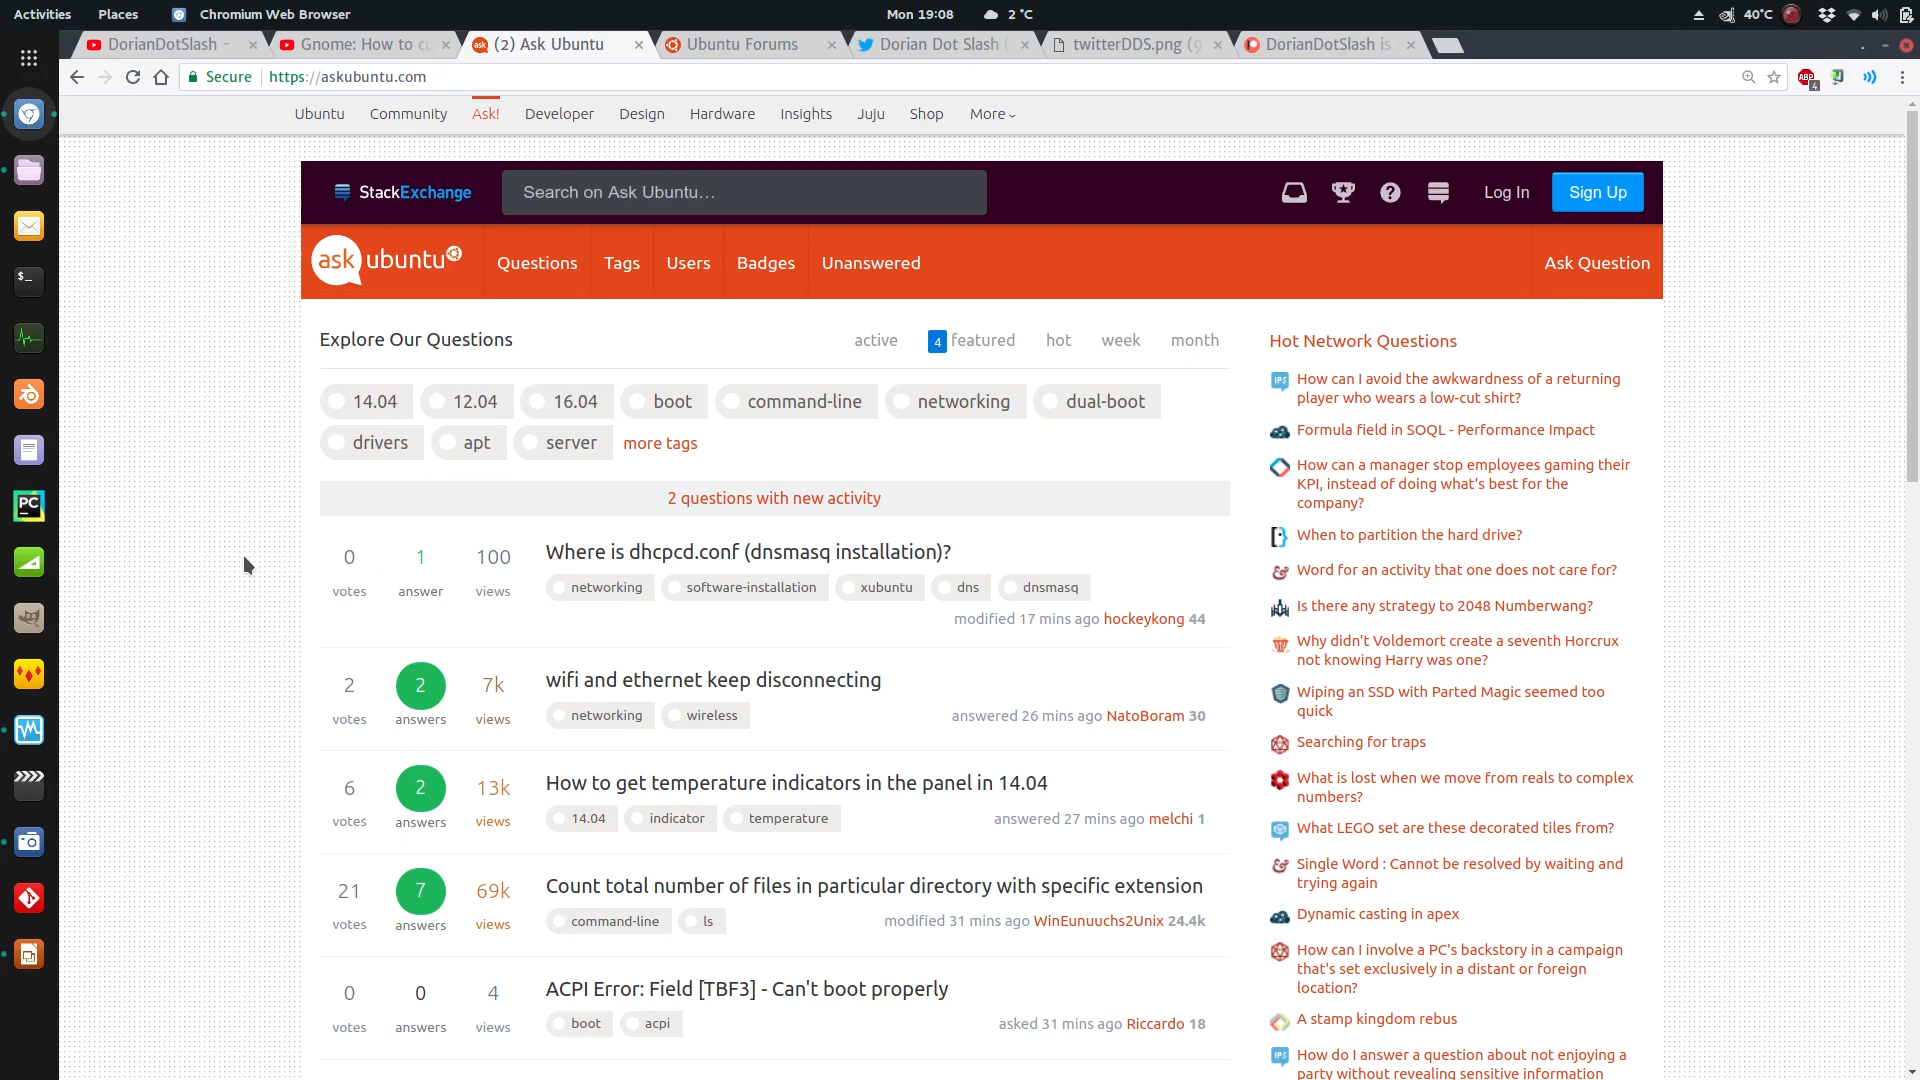 Activities Places Chromium Web Browser Mon 19:08 2 °C 40°C
DorianDotSlash - Gnome: How to cu (2) Ask Ubuntu Ubuntu Forums Dorian Dot Slash ( twitterDDS.png (9 DorianDotSlash is
Secure https://askubuntu.com ABP 4
Ubuntu Community Ask! Developer Design Hardware Insights Juju Shop More
StackExchange Search on Ask Ubuntu… Log In Sign Up
ask ubuntu Questions Tags Users Badges Unanswered Ask Question
Explore Our Questions active 4 featured hot week month
14.04 12.04 16.04 boot command-line networking dual-boot
drivers apt server more tags
2 questions with new activity
0 votes 1 answer 100 views
Where is dhcpcd.conf (dnsmasq installation)?
networking software-installation xubuntu dns dnsmasq
modified 17 mins ago hockeykong 44
2 votes 2 answers 7k views
wifi and ethernet keep disconnecting
networking wireless answered 26 mins ago NatoBoram 30
6 votes 2 answers 13k views
How to get temperature indicators in the panel in 14.04
14.04 indicator temperature answered 27 mins ago melchi 1
21 votes 7 answers 69k views
Count total number of files in particular directory with specific extension
command-line ls modified 31 mins ago WinEunuuchs2Unix 24.4k
0 votes 0 answers 4 views
ACPI Error: Field [TBF3] - Can't boot properly
boot acpi asked 31 mins ago Riccardo 18
Hot Network Questions
How can I avoid the awkwardness of a returning
player who wears a low-cut shirt?
Formula field in SOQL - Performance Impact
How can a manager stop employees gaming their
KPI, instead of doing what's best for the
company?
When to partition the hard drive?
Word for an activity that one does not care for?
Is there any strategy to 2048 Numberwang?
Why didn't Voldemort create a seventh Horcrux
not knowing Harry was one?
Wiping an SSD with Parted Magic seemed too
quick
Searching for traps
What is lost when we move from reals to complex
numbers?
What LEGO set are these decorated tiles from?
Single Word : Cannot be resolved by waiting and
trying again
Dynamic casting in apex
How can I involve a PC's backstory in a campaign
that's set exclusively in a distant or foreign
location?
A stamp kingdom rebus
How do I answer a question about not enjoying a
party without revealing sensitive information
PC